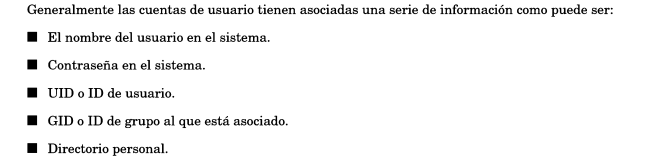 Generalmente las cuentas de usuario tienen asociadas una serie de información como puede ser:
■ El nombre del usuario en el sistema.
■ Contraseña en el sistema.
■ UID o ID de usuario.
■ GID o ID de grupo al que está asociado.
■ Directorio personal.